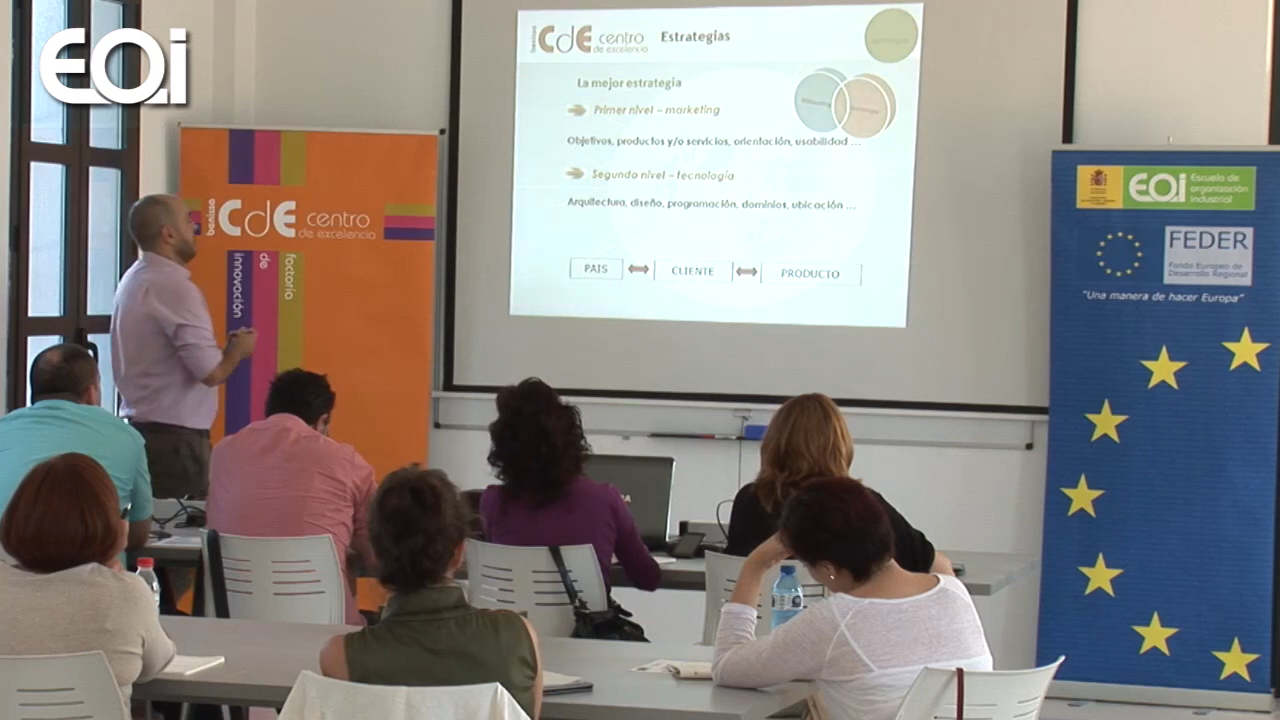 EOi
benissa CdE centro de excelencia
Estrategias
La mejor estrategia
Primer nivel – marketing
Objetivos, productos y/o servicios, orientación, usabilidad ...
Segundo nivel – tecnología
Arquitectura, diseño, programación, dominios, ubicación ...
PAIS
CLIENTE
PRODUCTO
benissa CdE centro
de excelencia
factoría
de
innovación
EOi Escuela de
organización
industrial
FEDER
Fondo Europeo de
Desarrollo Regional
"Una manera de hacer Europa"